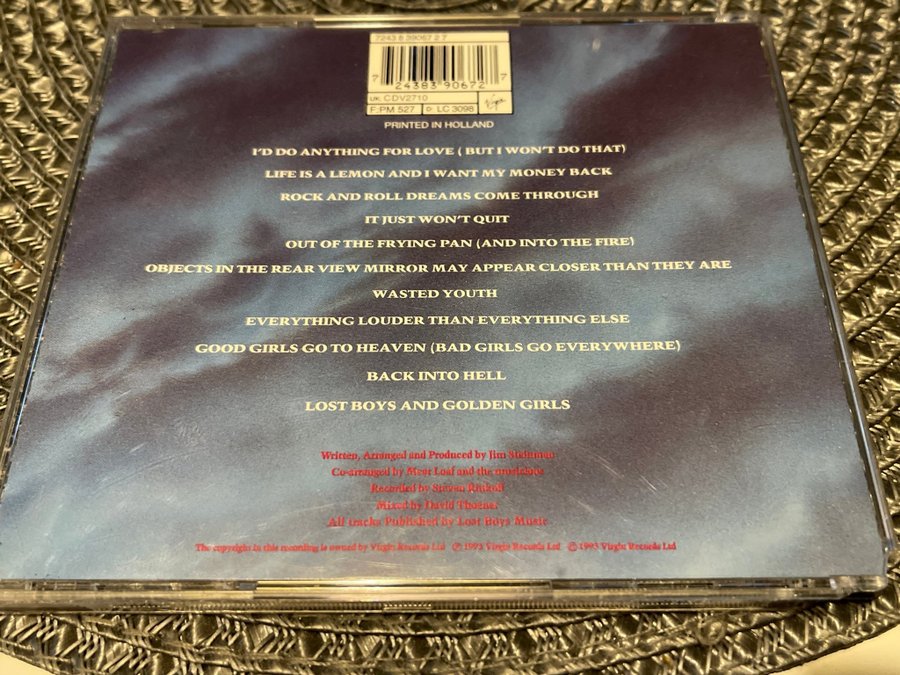 7243 8 39067 2 7
7 24383 90672 7
UK: CDV2710
F:PM 527 D: LC 3098 Virgin
PRINTED IN HOLLAND
I'D DO ANYTHING FOR LOVE ( BUT I WON'T DO THAT)
LIFE IS A LEMON AND I WANT MY MONEY BACK
ROCK AND ROLL DREAMS COME THROUGH
IT JUST WON'T QUIT
OUT OF THE FRYING PAN (AND INTO THE FIRE)
OBJECTS IN THE REAR VIEW MIRROR MAY APPEAR CLOSER THAN THEY ARE
WASTED YOUTH
EVERYTHING LOUDER THAN EVERYTHING ELSE
GOOD GIRLS GO TO HEAVEN (BAD GIRLS GO EVERYWHERE)
BACK INTO HELL
LOST BOYS AND GOLDEN GIRLS
Written, Arranged and Produced by Jim Steinman
Co-arranged by Meat Loaf and the musicians
Recorded by Steven Rinkoff
Mixed by David Thoener
All tracks Published by Lost Boys Music
The copyright in this recording is owned by Virgin Records Ltd ℗ 1993 Virgin Records Ltd © 1993 Virgin Records Ltd